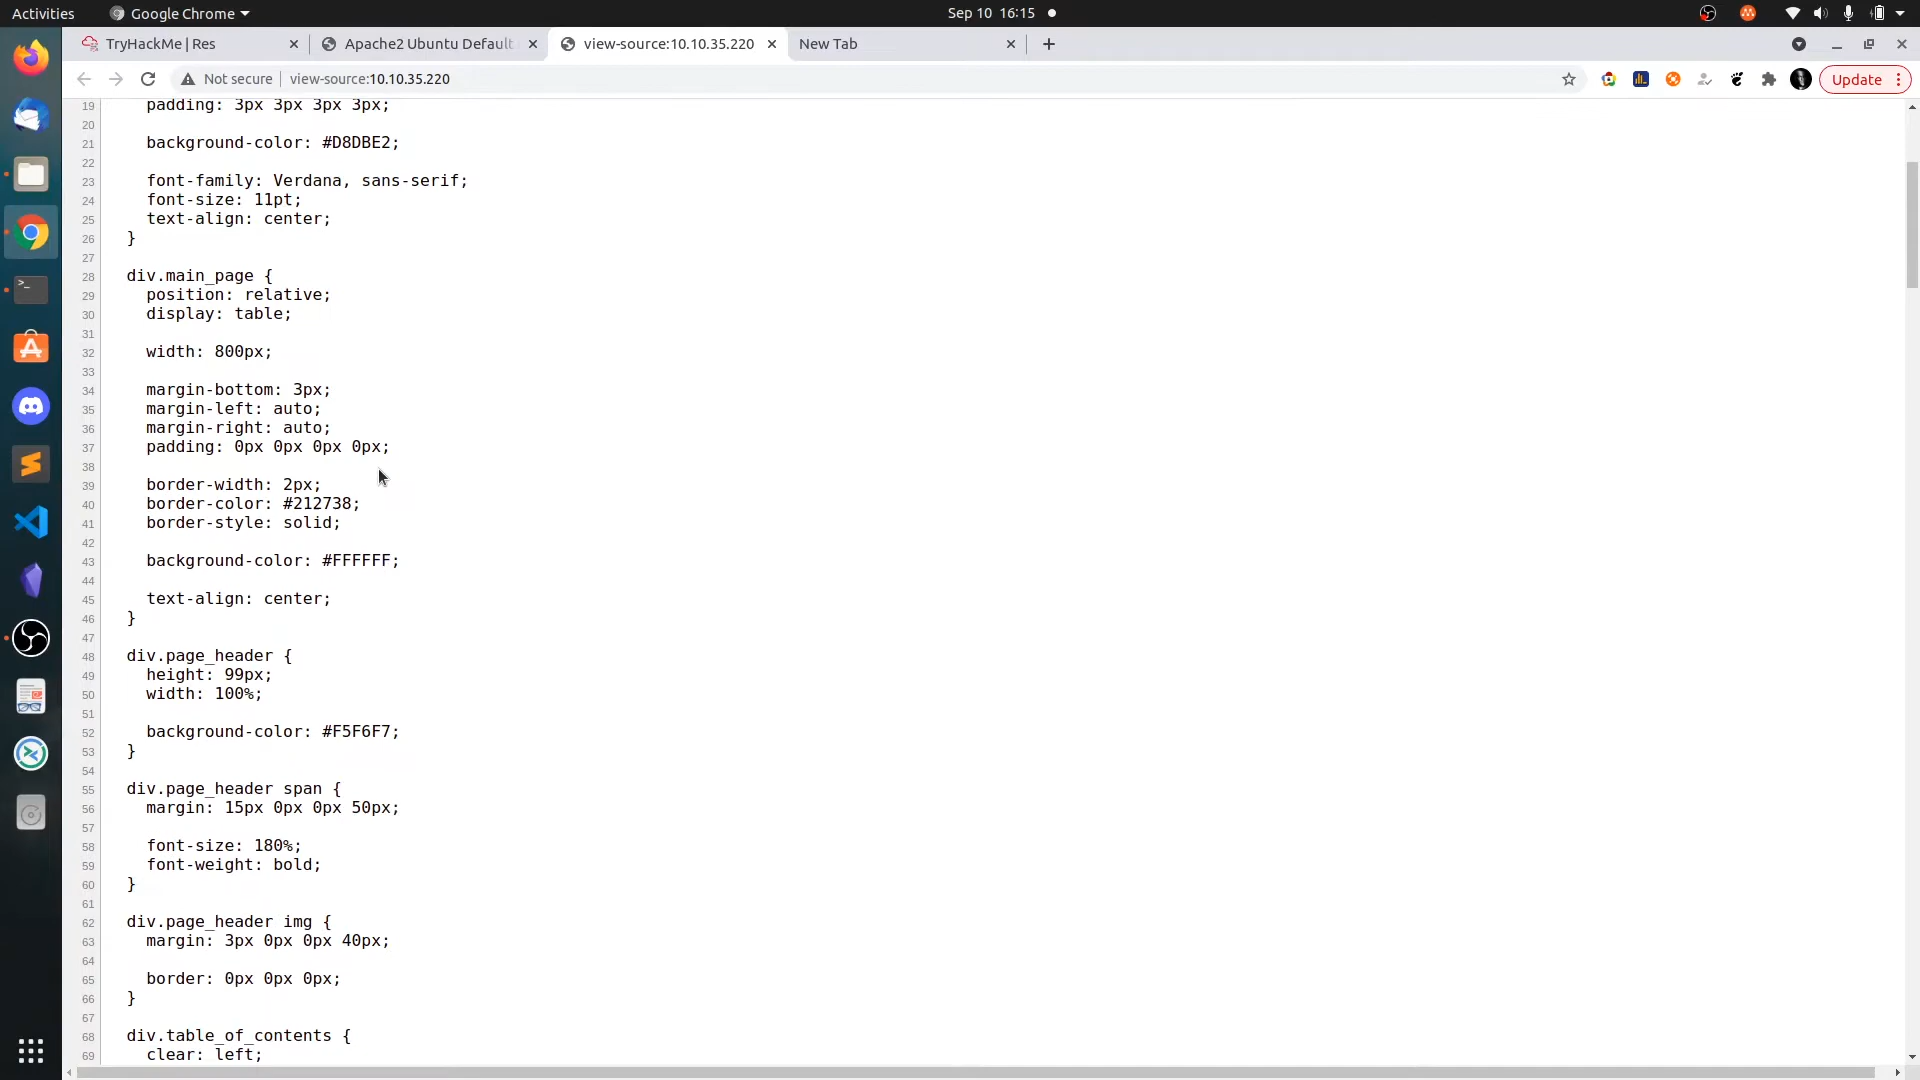 Activities
Google Chrome
Sep 10 16:15
TryHackMe | Res
Apache2 Ubuntu Default
view-source:10.10.35.220
New Tab
Not secure
view-source:10.10.35.220
Update
19 padding: 3px 3px 3px 3px;
20
21 background-color: #D8DBE2;
22
23 font-family: Verdana, sans-serif;
24 font-size: 11pt;
25 text-align: center;
26 }
27
28 div.main_page {
29 position: relative;
30 display: table;
31
32 width: 800px;
33
34 margin-bottom: 3px;
35 margin-left: auto;
36 margin-right: auto;
37 padding: 0px 0px 0px 0px;
38
39 border-width: 2px;
40 border-color: #212738;
41 border-style: solid;
42
43 background-color: #FFFFFF;
44
45 text-align: center;
46 }
47
48 div.page_header {
49 height: 99px;
50 width: 100%;
51
52 background-color: #F5F6F7;
53 }
54
55 div.page_header span {
56 margin: 15px 0px 0px 50px;
57
58 font-size: 180%;
59 font-weight: bold;
60 }
61
62 div.page_header img {
63 margin: 3px 0px 0px 40px;
64
65 border: 0px 0px 0px;
66 }
67
68 div.table_of_contents {
69 clear: left;